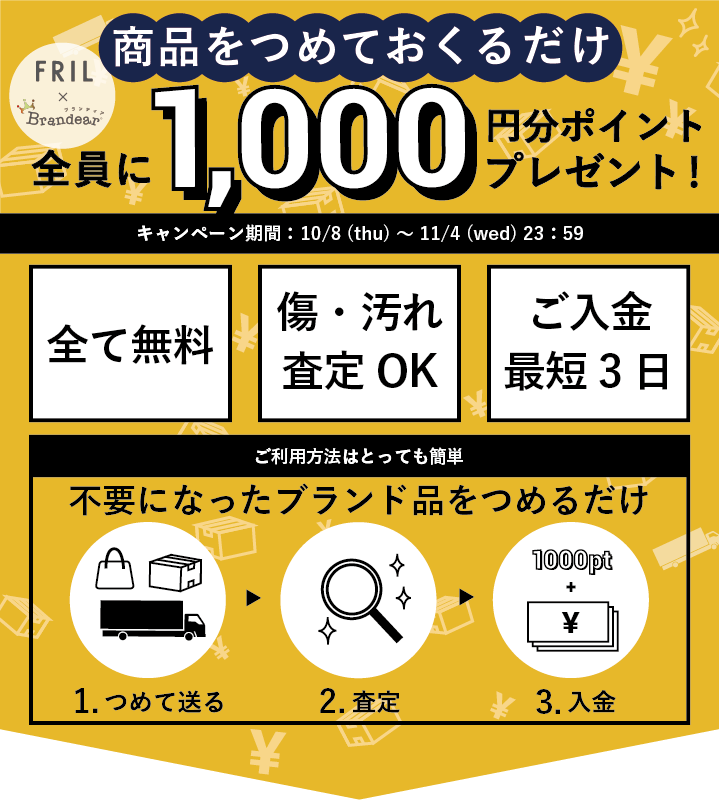 商品をつめておくるだけ
FRIL
×
ブランディア
Brandear
全員に1,000円分ポイント
プレゼント！
キャンペーン期間：10/8（thu）〜 11/4（wed）23：59
全て無料
傷・汚れ
査定 OK
ご入金
最短 3 日
ご利用方法はとっても簡単
不要になったブランド品をつめるだけ
1000pt
+
¥
1. つめて送る
2. 査定
3. 入金